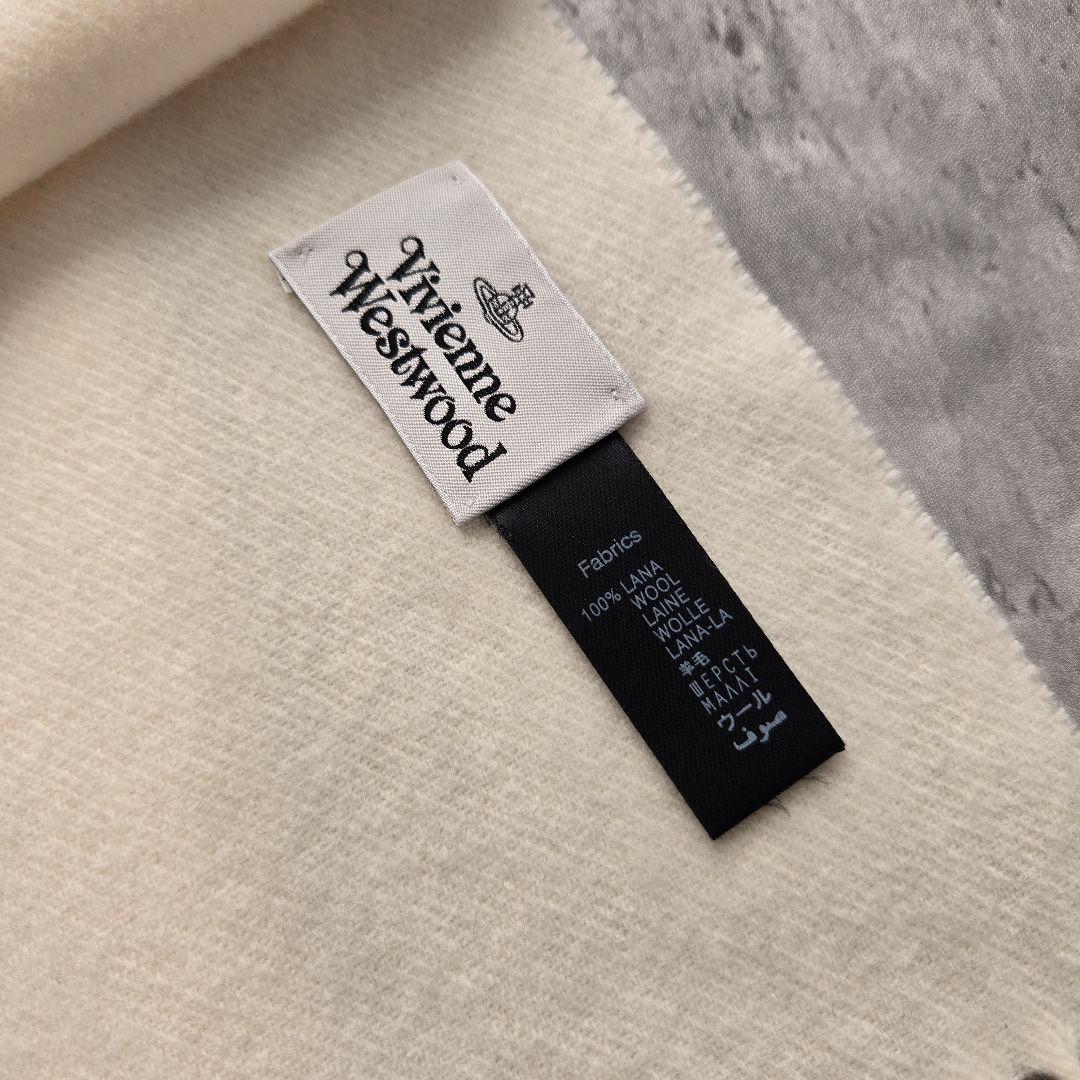 Vivienne
Westwood
Fabrics
100% LANA
WOOL
LAINE
WOLLE
LANA-LA
羊毛
ШЕРСТЬ
ΜΑΛΛΙ
ウール
صوف